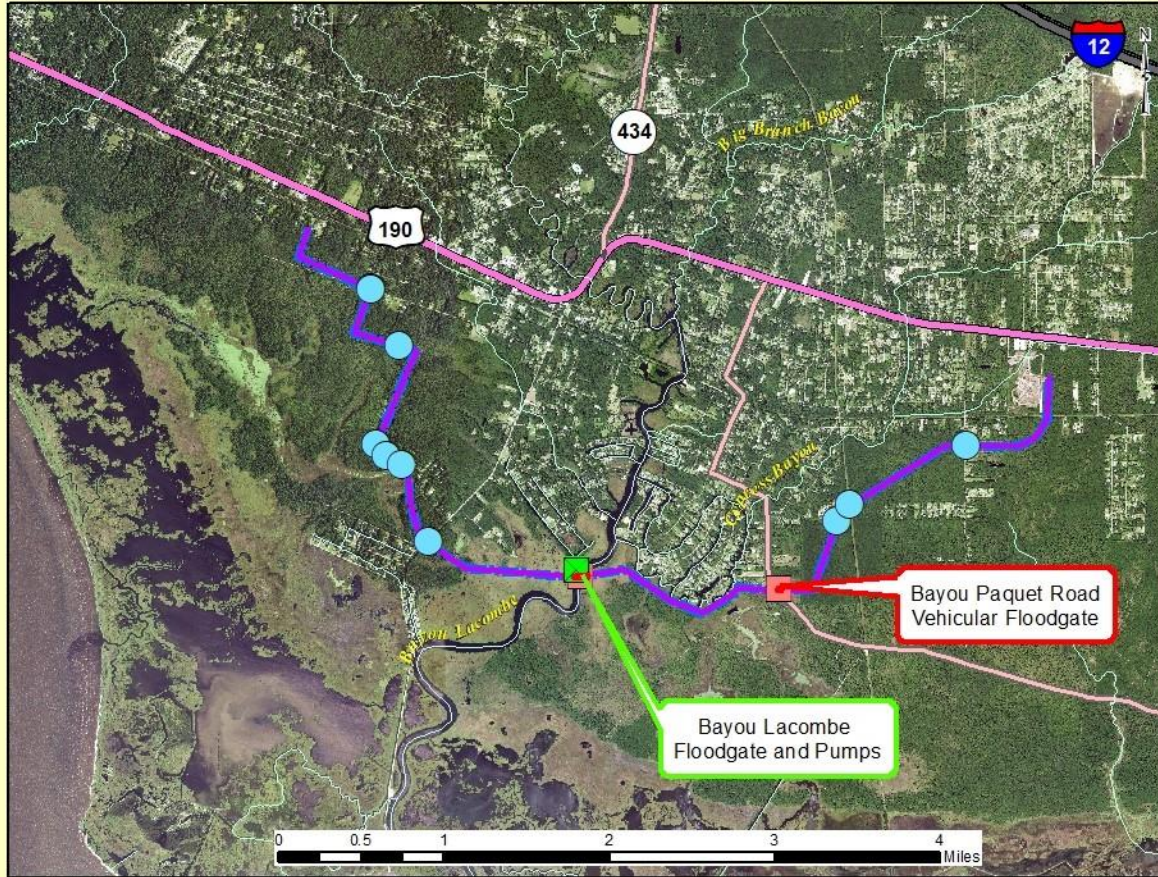 12
N
434
Big Branch Bayou
190
Cypress Bayou
Bayou Paquet Road
Vehicular Floodgate
Bayou Lacombe
Bayou Lacombe
Floodgate and Pumps
0 0.5 1 2 3 4
Miles